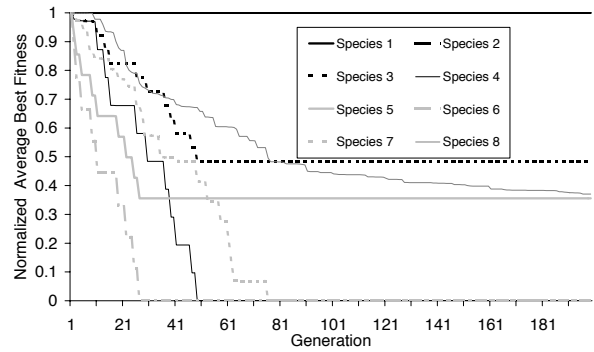 Normalized Average Best Fitness
1
0.9
0.8
0.7
0.6
0.5
0.4
0.3
0.2
0.1
0
Species 1 Species 2
Species 3 Species 4
Species 5 Species 6
Species 7 Species 8
1 21 41 61 81 101 121 141 161 181
Generation